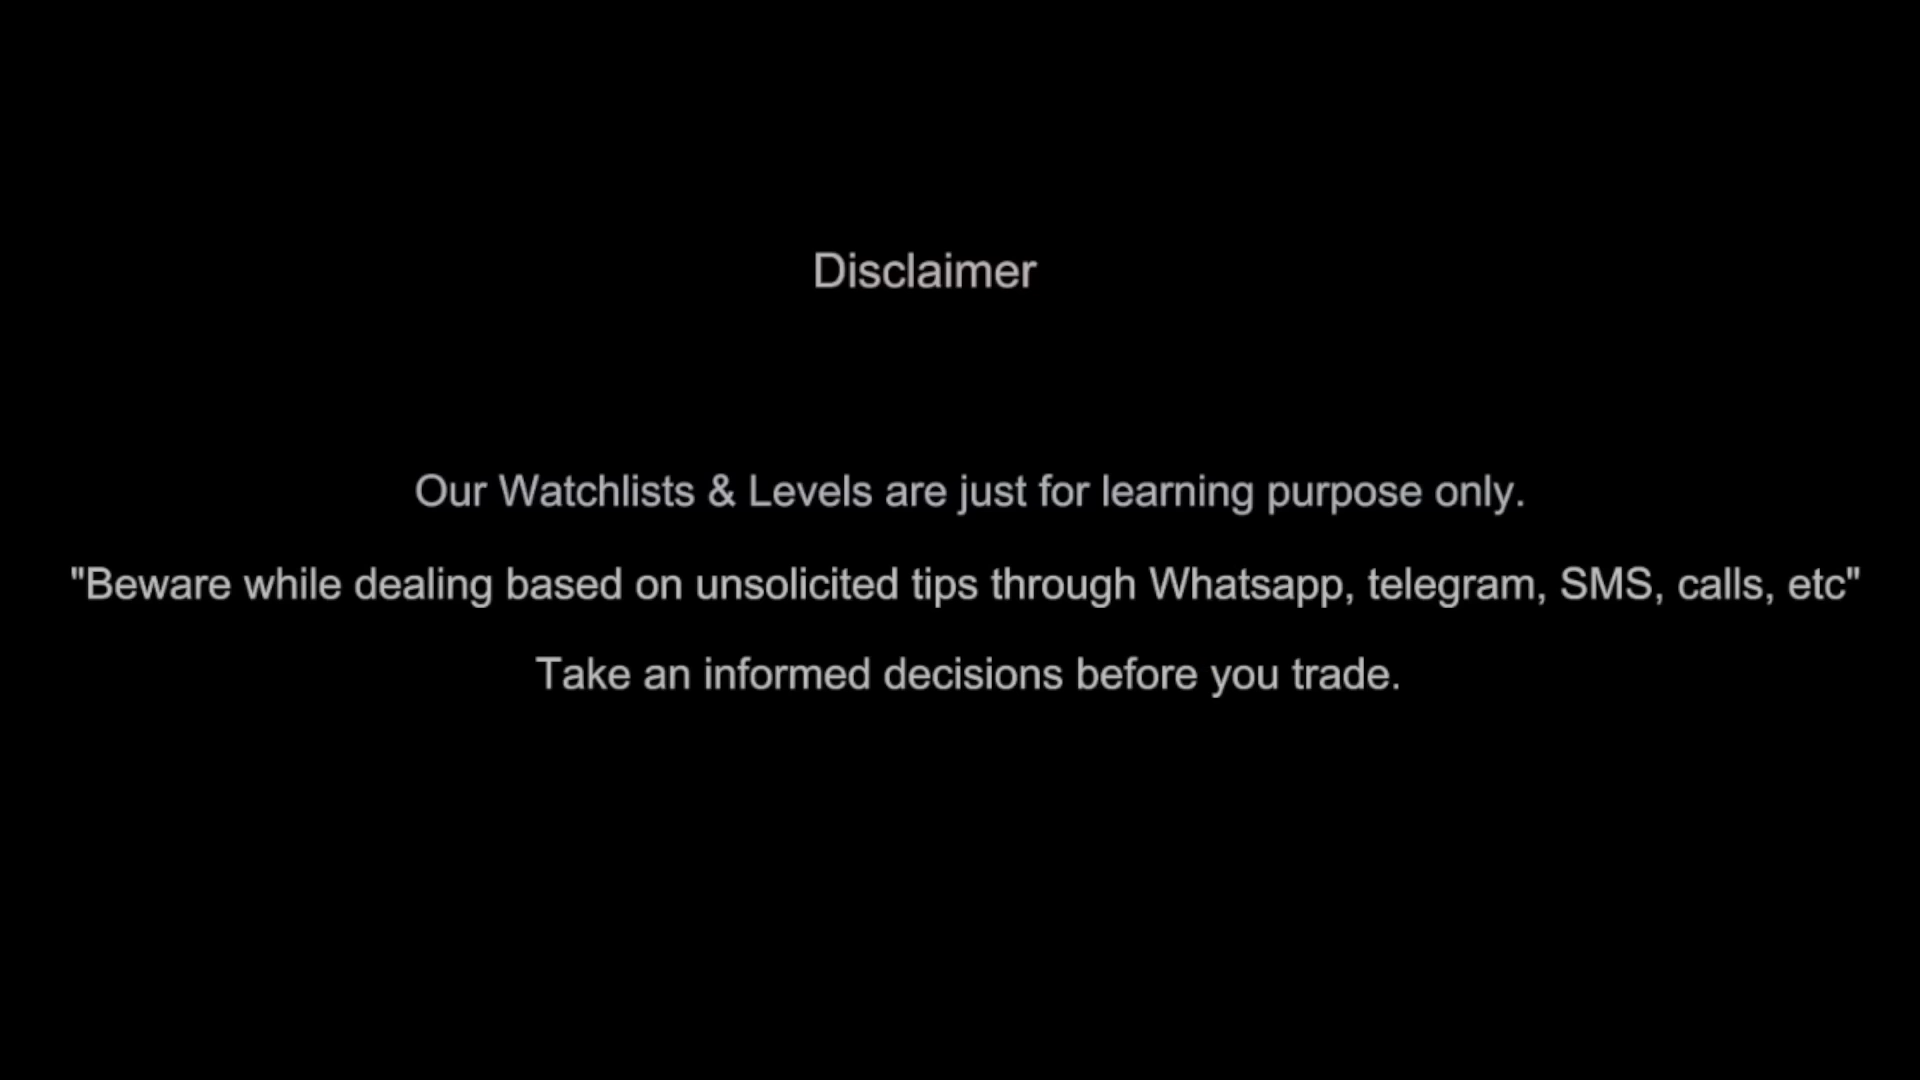 Disclaimer
Our Watchlists & Levels are just for learning purpose only.
"Beware while dealing based on unsolicited tips through Whatsapp, telegram, SMS, calls, etc"
Take an informed decisions before you trade.